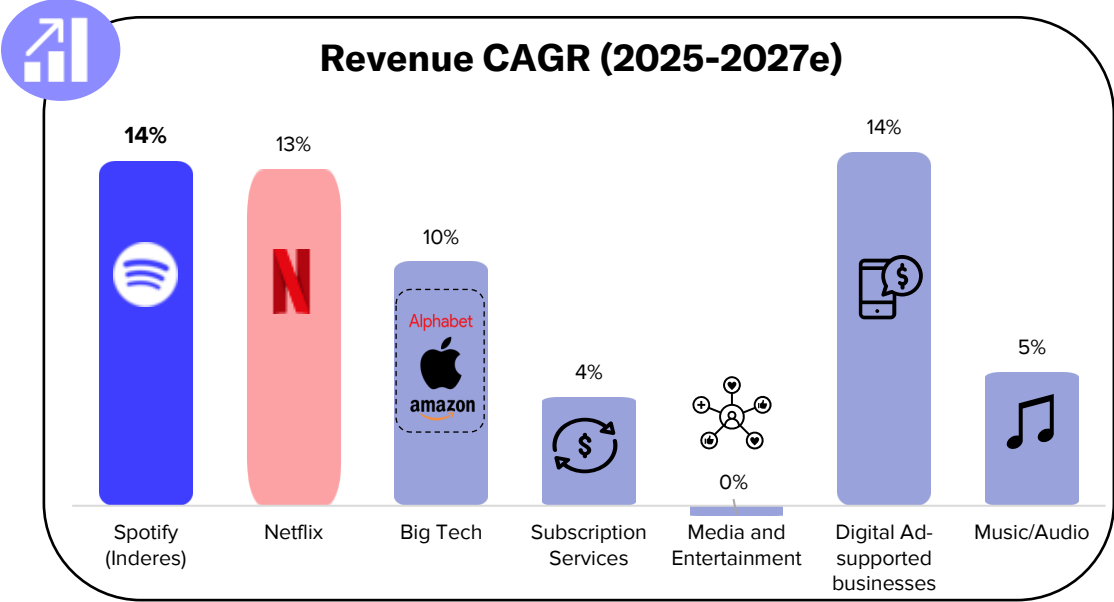 Revenue CAGR (2025-2027e)
14%
13%
10%
4%
0%
14%
5%
Alphabet
amazon
N
$
$
Spotify
(Inderes)
Netflix
Big Tech
Subscription
Services
Media and
Entertainment
Digital Ad-
supported
businesses
Music/Audio